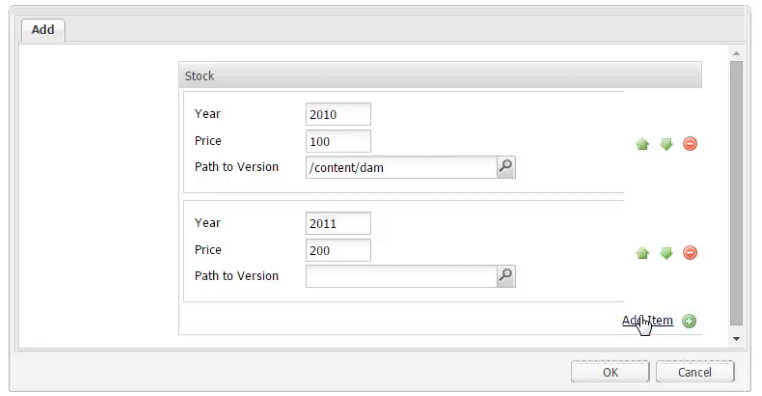 Add
Stock
Year 2010
Price 100
Path to Version /content/dam
Year 2011
Price 200
Path to Version
Add Item
OK Cancel